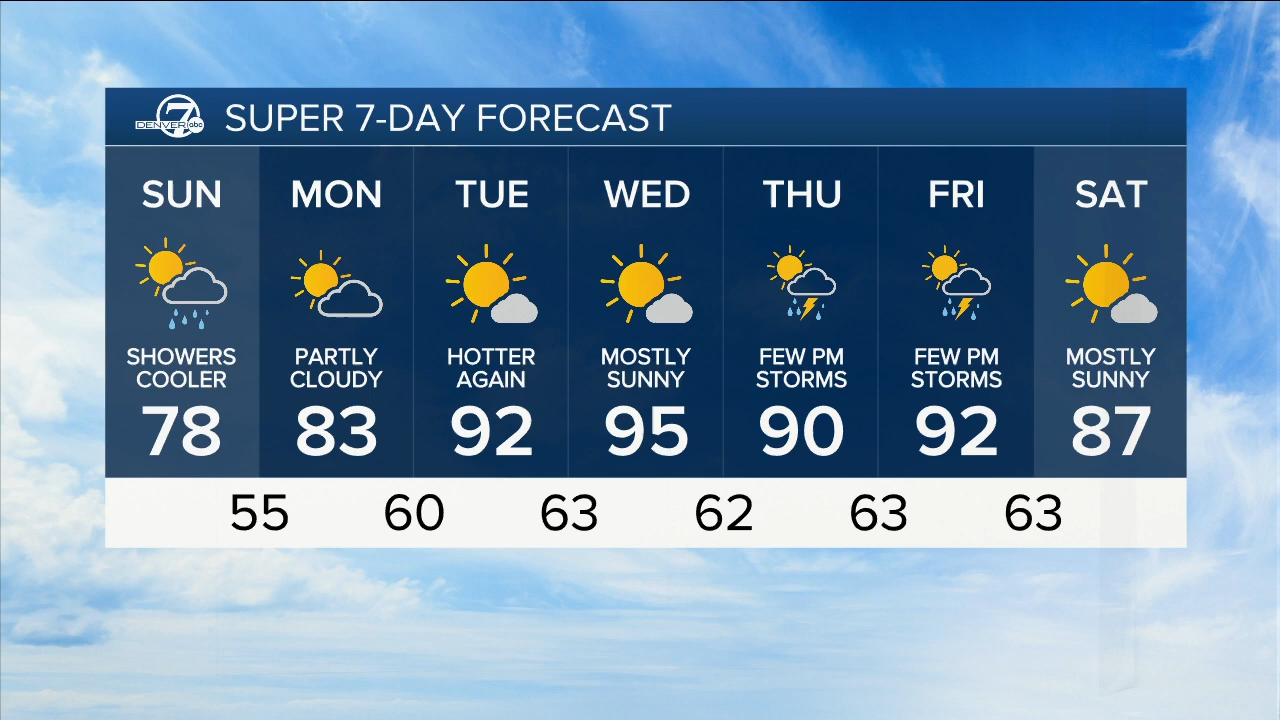 DENVER 7 abc
SUPER 7-DAY FORECAST
SUN MON TUE WED THU FRI SAT
SHOWERS PARTLY HOTTER MOSTLY FEW PM FEW PM MOSTLY
COOLER CLOUDY AGAIN SUNNY STORMS STORMS SUNNY
78 83 92 95 90 92 87
55 60 63 62 63 63